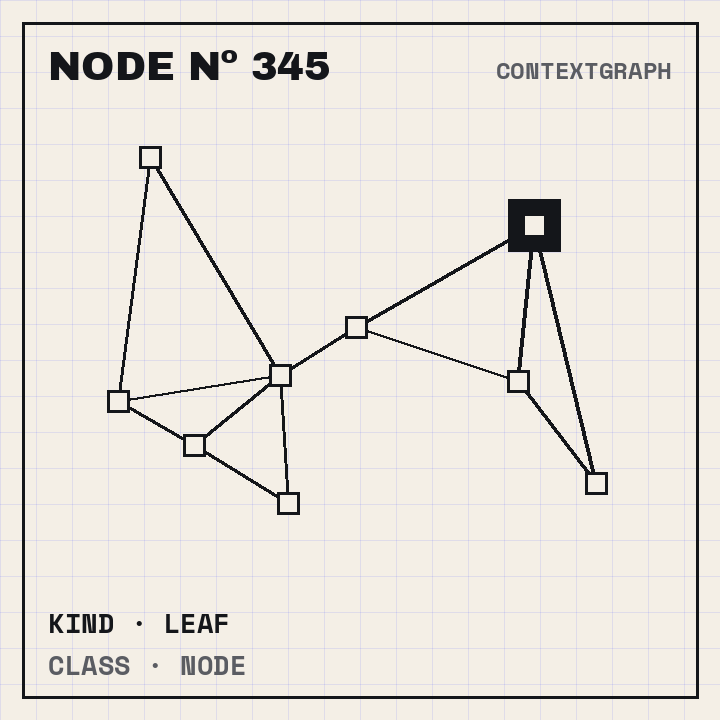 NODE Nº 345
CONTEXTGRAPH
KIND · LEAF
CLASS · NODE